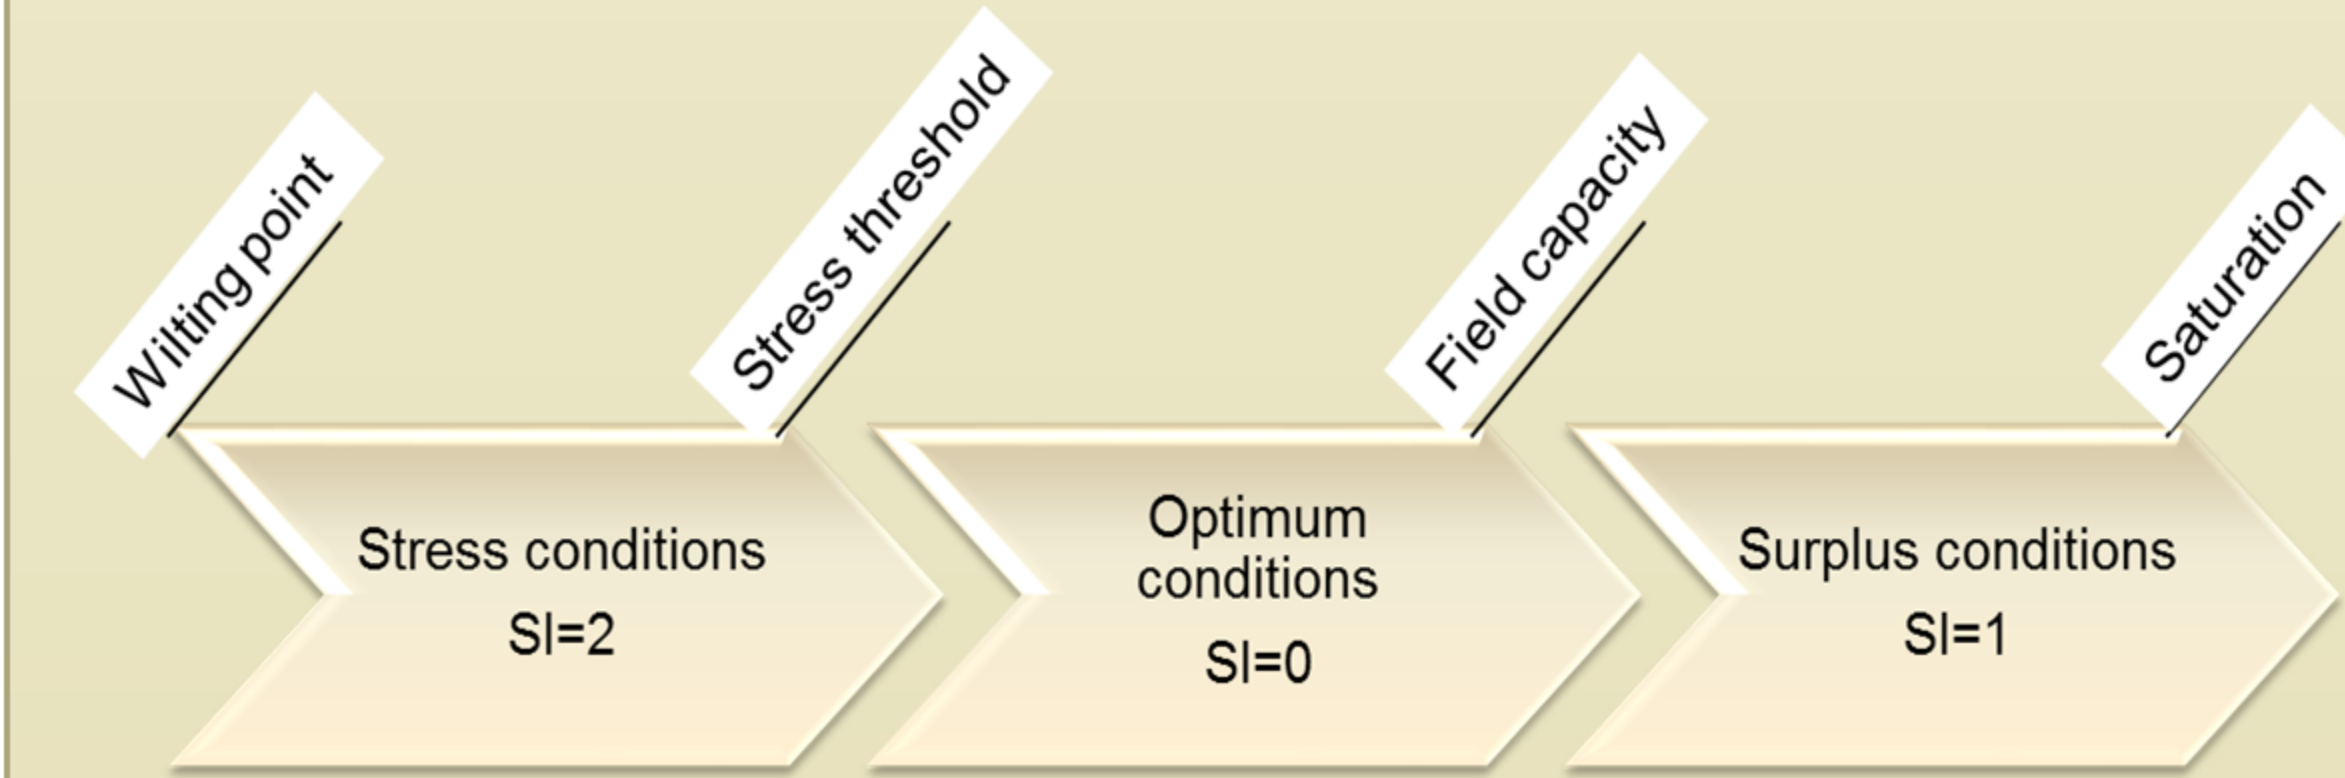 Wilting point
Stress threshold
Field capacity
Saturation
Stress conditions
SI=2
Optimum
conditions
SI=0
Surplus conditions
SI=1